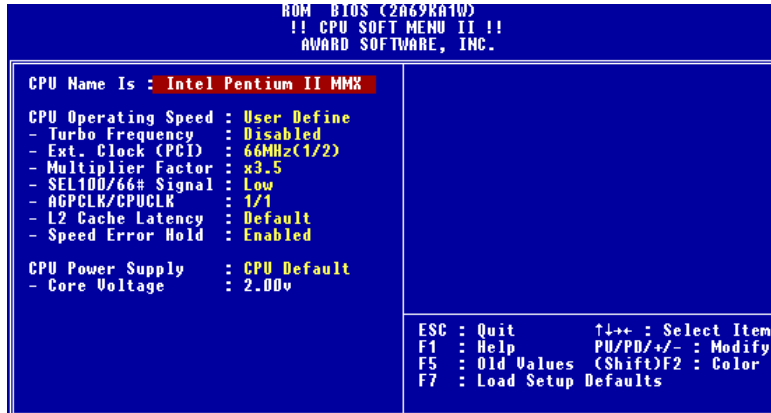 ROM BIOS (2A69KA1W)
!! CPU SOFT MENU II !!
AWARD SOFTWARE, INC.
CPU Name Is : Intel Pentium II MMX
CPU Operating Speed : User Define
- Turbo Frequency : Disabled
- Ext. Clock (PCI) : 66MHz(1/2)
- Multiplier Factor : x3.5
- SEL100/66# Signal : Low
- AGPCLK/CPUCLK : 1/1
- L2 Cache Latency : Default
- Speed Error Hold : Enabled
CPU Power Supply : CPU Default
- Core Voltage : 2.00v
ESC : Quit ↑↓→← : Select Item
F1 : Help PU/PD/+/- : Modify
F5 : Old Values (Shift)F2 : Color
F7 : Load Setup Defaults